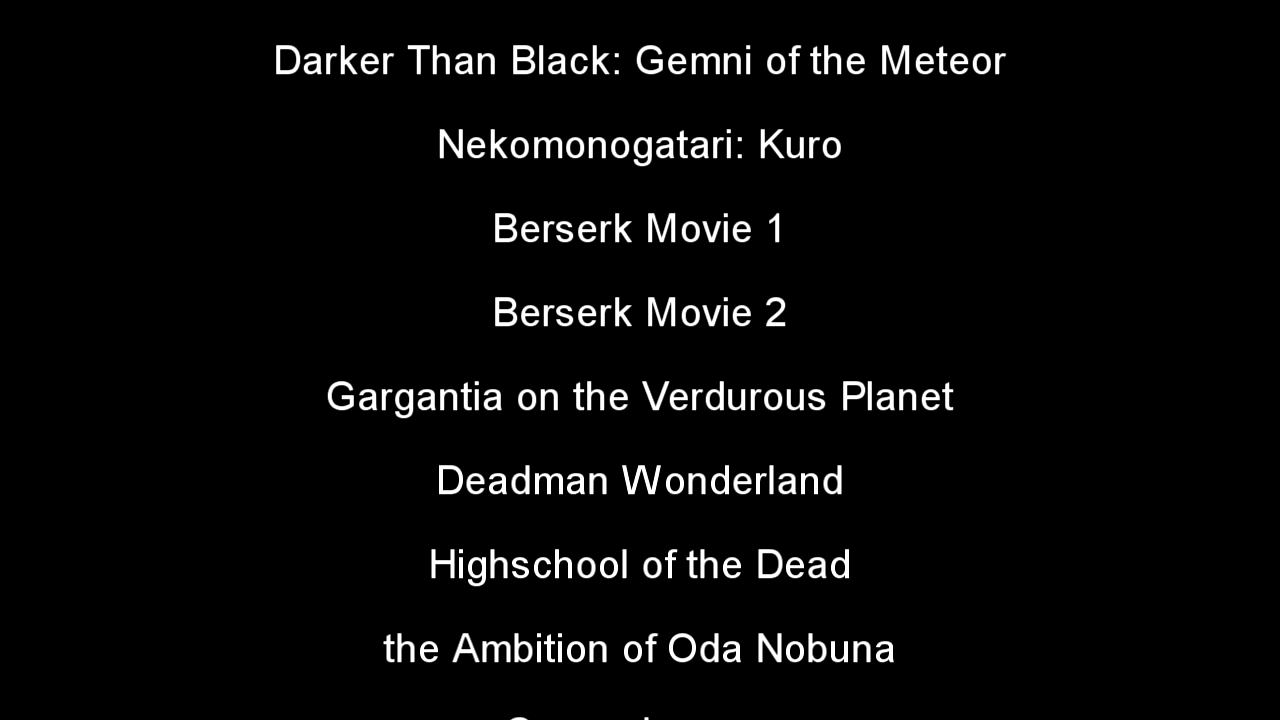 Darker Than Black: Gemni of the Meteor
Nekomonogatari: Kuro
Berserk Movie 1
Berserk Movie 2
Gargantia on the Verdurous Planet
Deadman Wonderland
Highschool of the Dead
the Ambition of Oda Nobuna